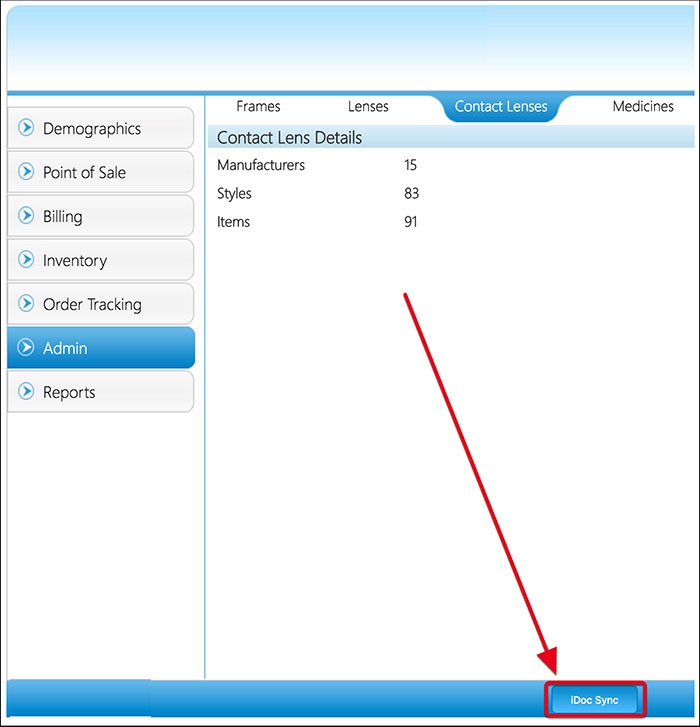 Frames Lenses Contact Lenses Medicines
Demographics
Point of Sale
Billing
Inventory
Order Tracking
Admin
Reports
Contact Lens Details
Manufacturers 15
Styles 83
Items 91
iDoc Sync